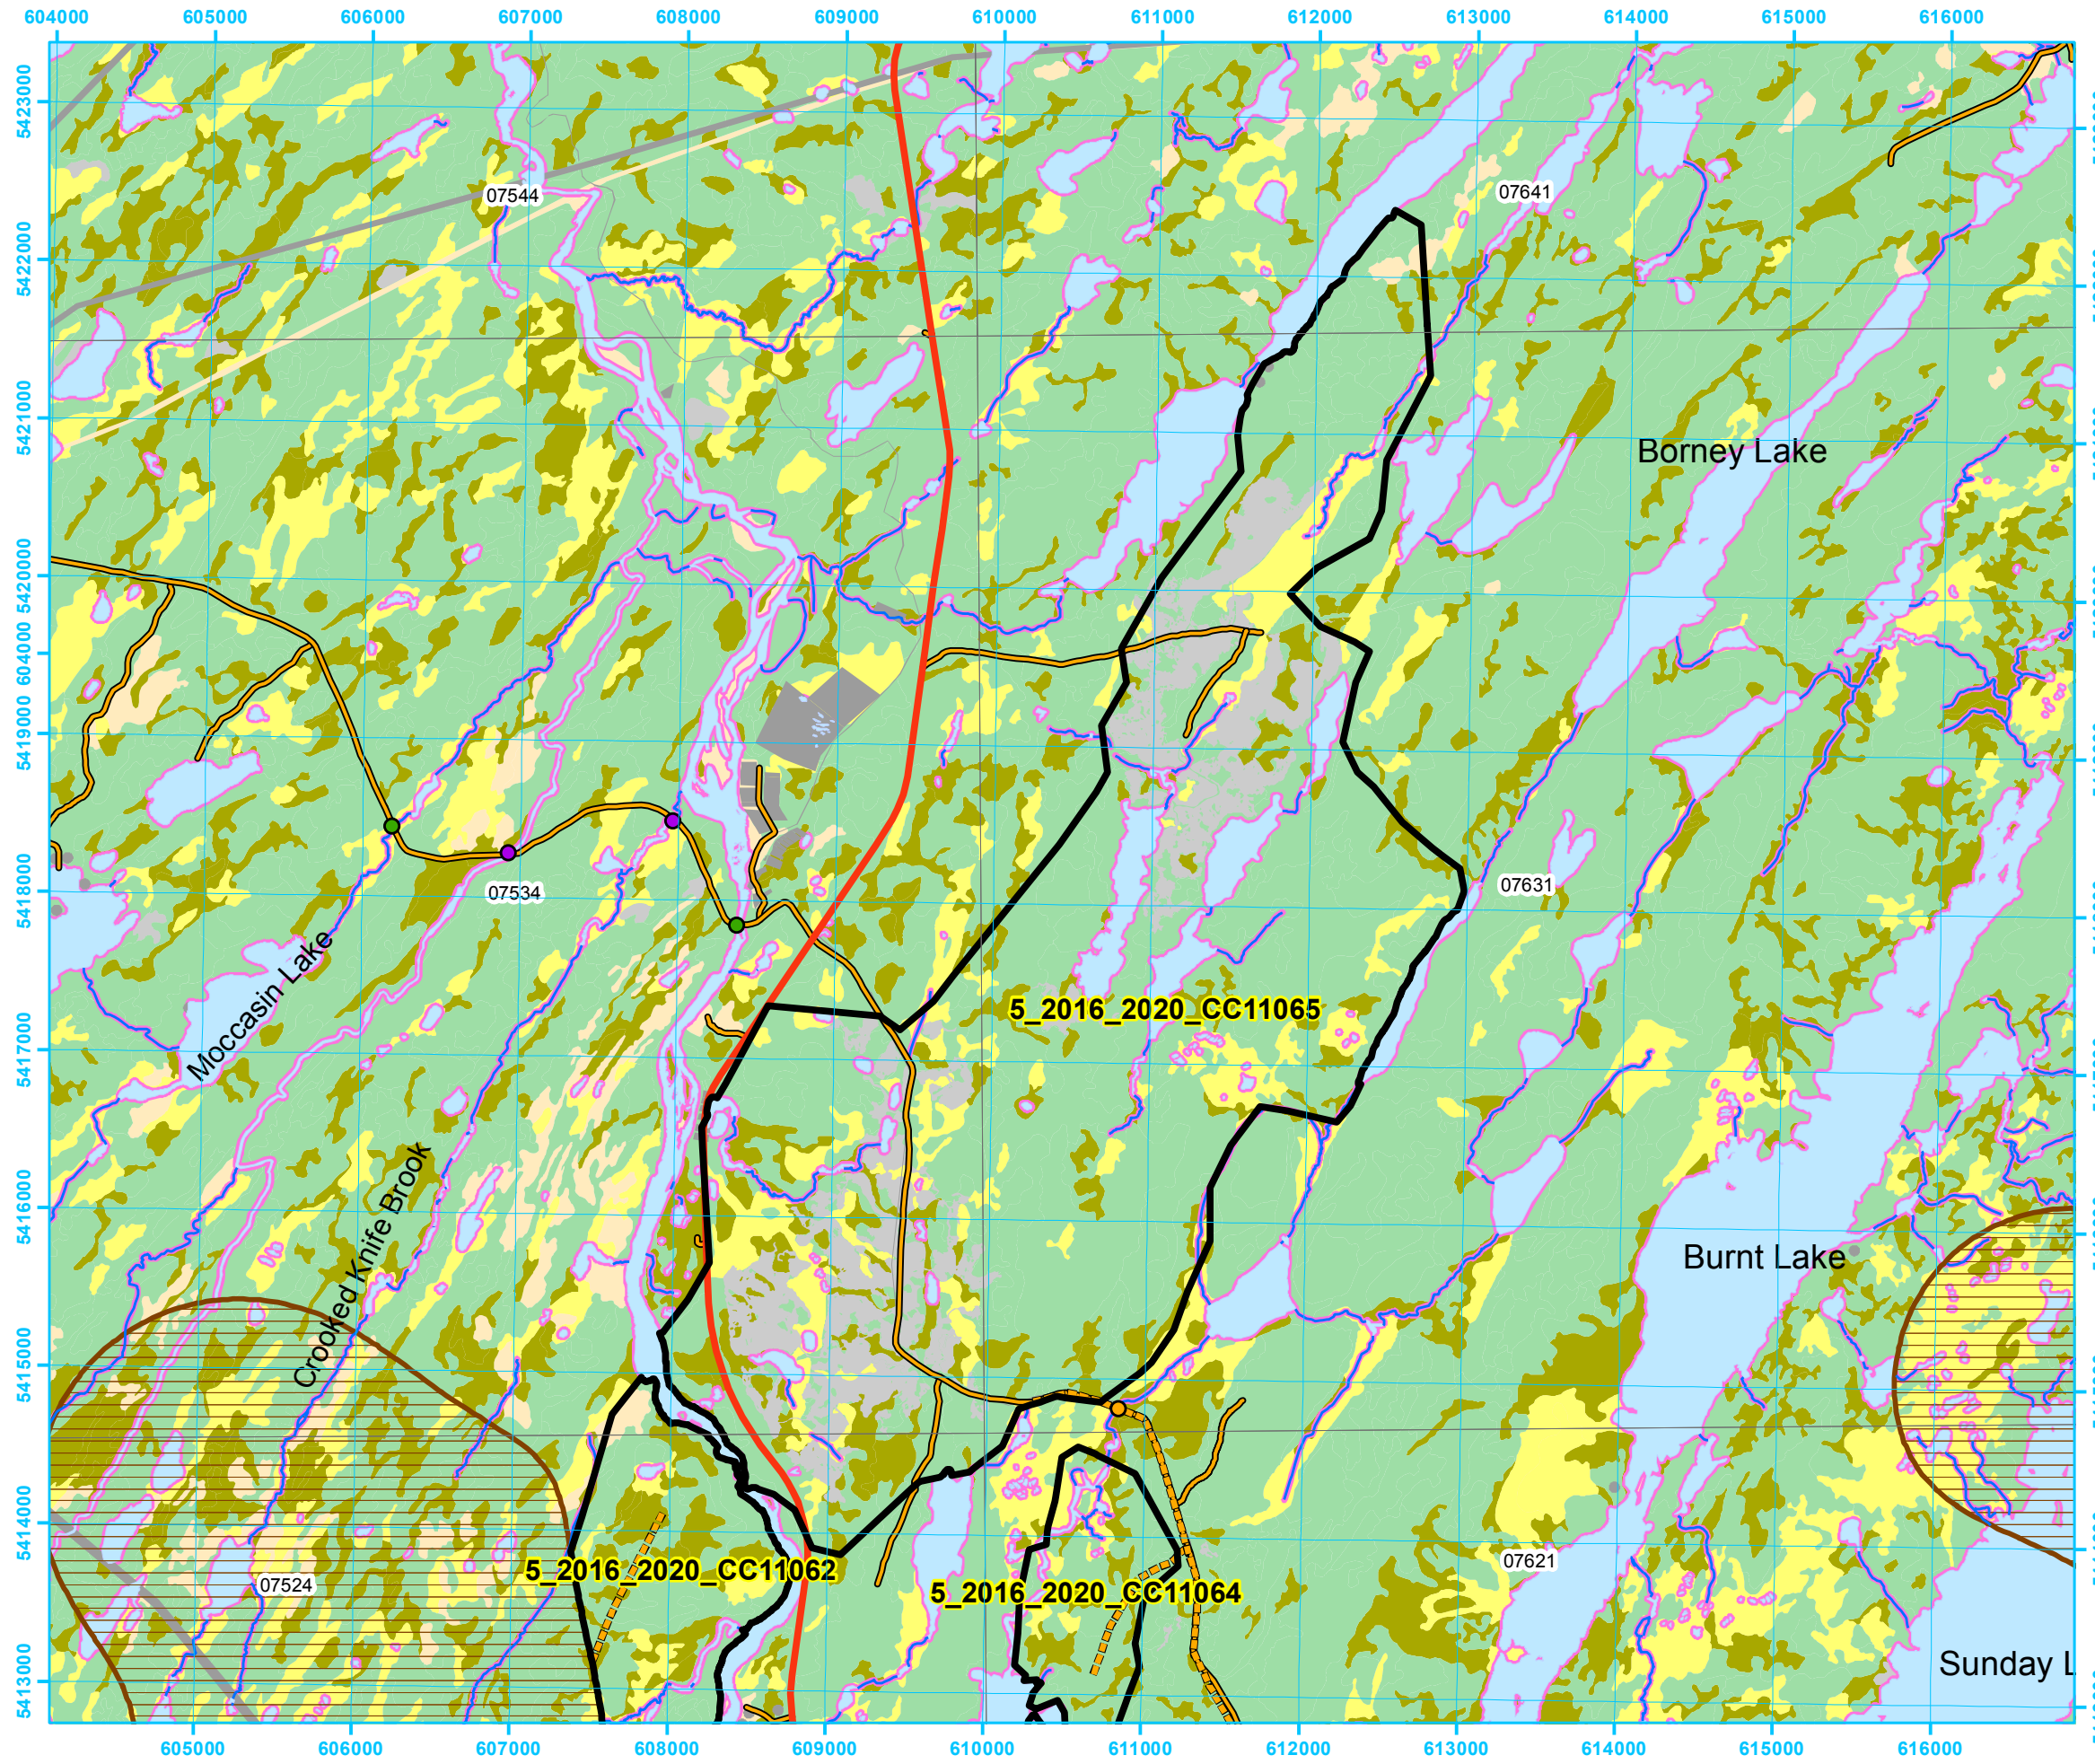 604000 605000 606000 607000 608000 609000 610000 611000 612000 613000 614000 615000 616000
5423000
07544
07641
5422000
5421000
Borney Lake
5420000
604000
5419000
07534
07631
5418000
Moccasin Lake
5_2016_2020_CC11065
5417000
Crooked Knife Brook
5416000
Burnt Lake
5415000
5414000
07621
5_2016_2020_CC11062
07524
5_2016_2020_CC11064
5413000
Sunday L
605000 606000 607000 608000 609000 610000 611000 612000 613000 614000 615000 616000